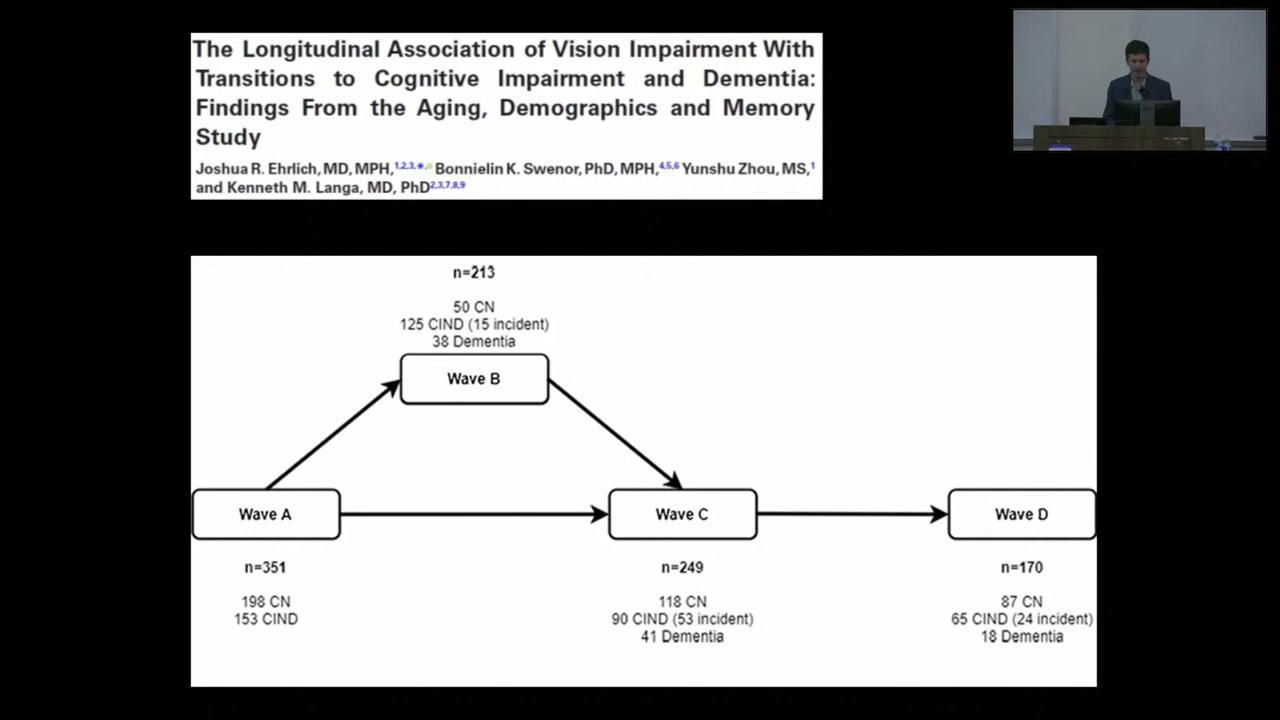 The Longitudinal Association of Vision Impairment With
Transitions to Cognitive Impairment and Dementia:
Findings From the Aging, Demographics and Memory
Study
Joshua R. Ehrlich, MD, MPH,1,2,3,* Bonnielin K. Swenor, PhD, MPH,4,5,6 Yunshu Zhou, MS,1
and Kenneth M. Langa, MD, PhD2,3,7,8,9
n=213
50 CN
125 CIND (15 incident)
38 Dementia
Wave B
Wave A
Wave C
Wave D
n=351
198 CN
153 CIND
n=249
118 CN
90 CIND (53 incident)
41 Dementia
n=170
87 CN
65 CIND (24 incident)
18 Dementia